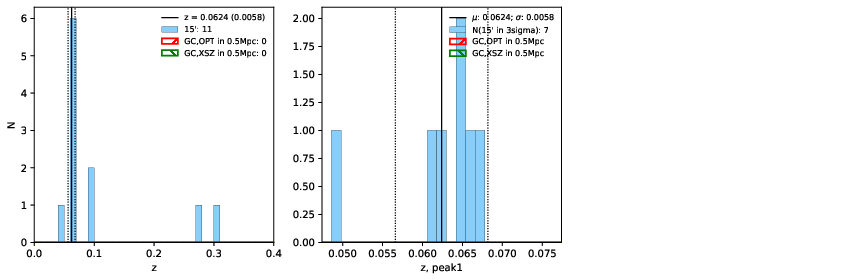 z = 0.0624 (0.0058)
15': 11
GC,OPT in 0.5Mpc: 0
GC,XSZ in 0.5Mpc: 0
N
6
5
4
3
2
1
0
0.0 0.1 0.2 0.3 0.4
z
μ: 0.0624; σ: 0.0058
N(15' in 3sigma): 7
GC,OPT in 0.5Mpc
GC,XSZ in 0.5Mpc
2.00
1.75
1.50
1.25
1.00
0.75
0.50
0.25
0.00
0.050 0.055 0.060 0.065 0.070 0.075
z, peak1